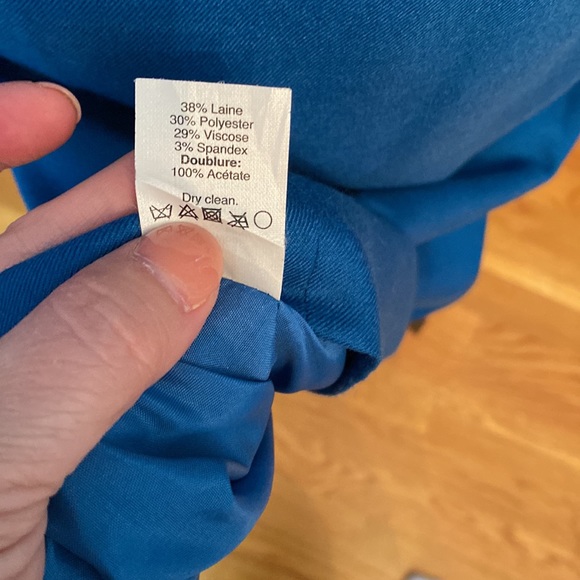 38% Laine
30% Polyester
29% Viscose
3% Spandex
Doublure:
100% Acétate
Dry clean.